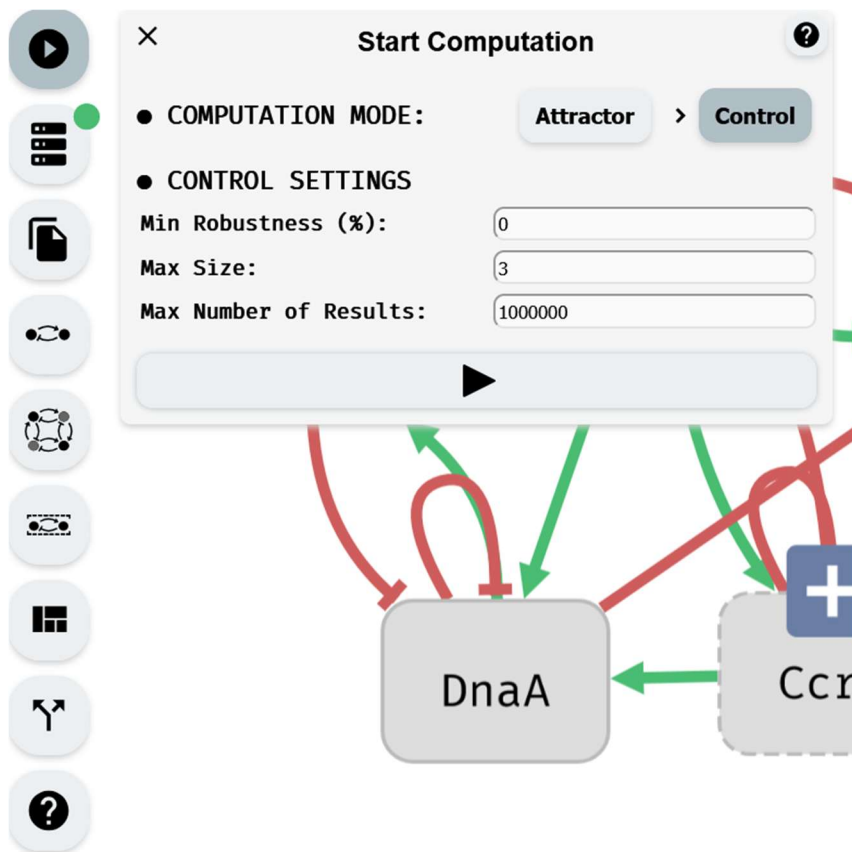 Start Computation
● COMPUTATION MODE: Attractor > Control
● CONTROL SETTINGS
Min Robustness (%): 0
Max Size: 3
Max Number of Results: 1000000
DnaA
Ccr